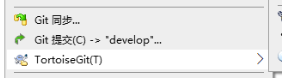 Git 同步...
Git 提交(C) -> "develop"...
TortoiseGit(T)